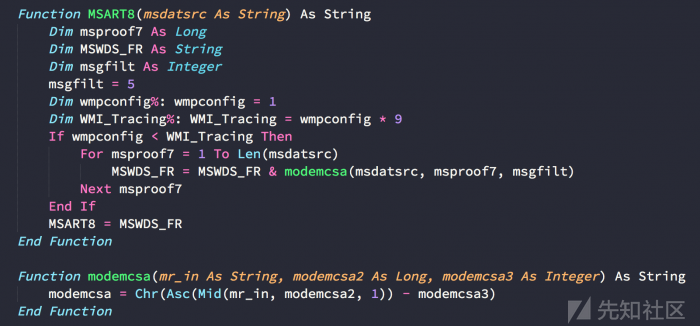 Function MSART8(msdatsrc As String) As String
    Dim msproof7 As Long
    Dim MSWDS_FR As String
    Dim msgfilt As Integer
    msgfilt = 5
    Dim wmpconfig%: wmpconfig = 1
    Dim WMI_Tracing%: WMI_Tracing = wmpconfig * 9
    If wmpconfig < WMI_Tracing Then
        For msproof7 = 1 To Len(msdatsrc)
            MSWDS_FR = MSWDS_FR & modemcsa(msdatsrc, msproof7, msgfilt)
        Next msproof7
    End If
    MSART8 = MSWDS_FR
End Function

Function modemcsa(mr_in As String, modemcsa2 As Long, modemcsa3 As Integer) As String
    modemcsa = Chr(Asc(Mid(mr_in, modemcsa2, 1)) - modemcsa3)
End Function
先知社区